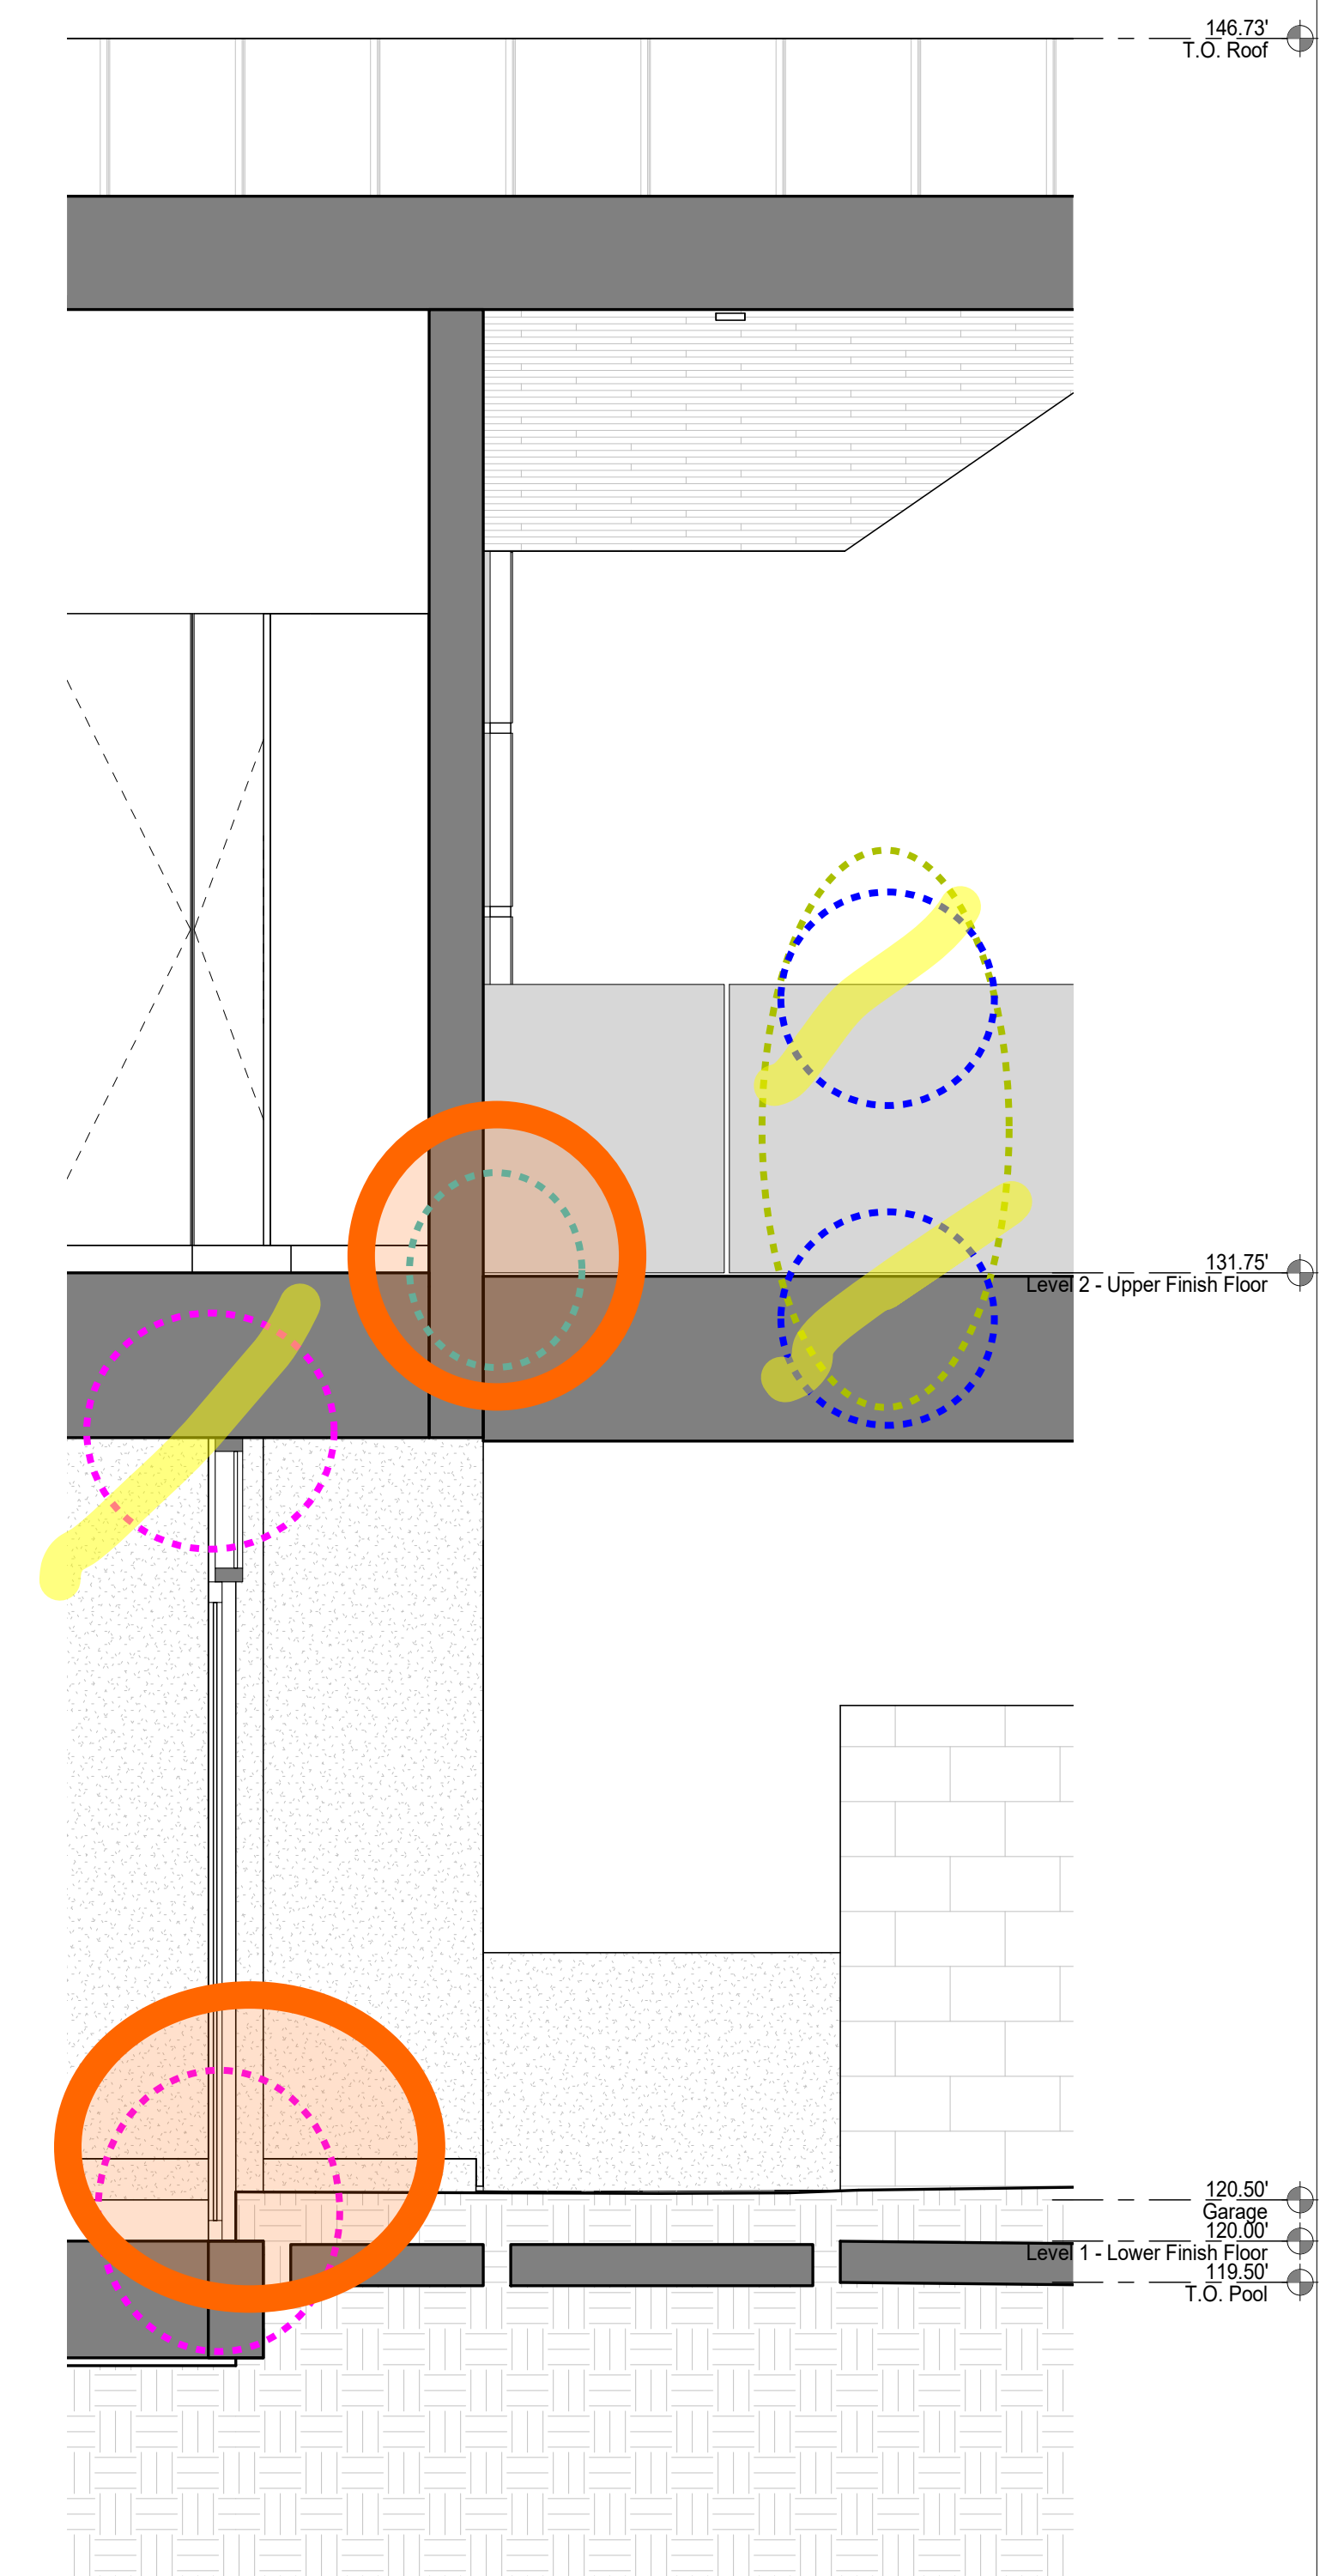 146.73'
T.O. Roof
131.75'
Level 2 - Upper Finish Floor
120.50'
Garage
120.00'
Level 1 - Lower Finish Floor
119.50'
T.O. Pool